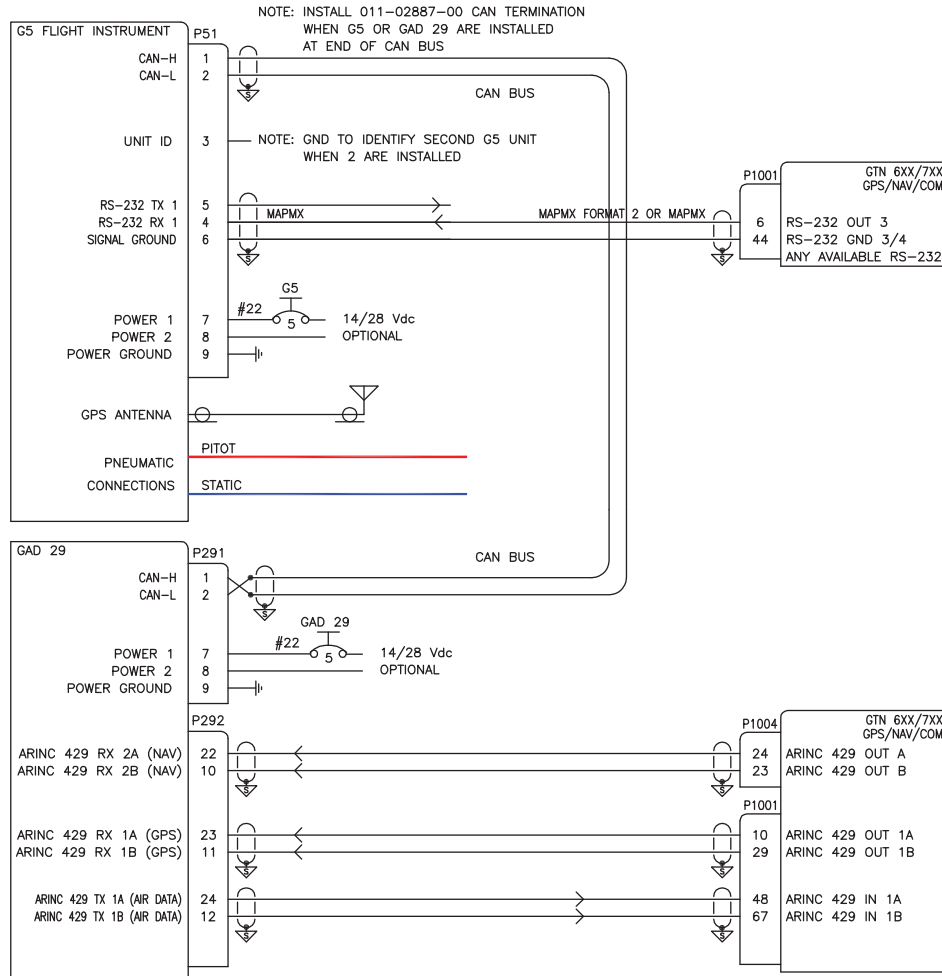 NOTE: INSTALL 011-02887-00 CAN TERMINATION
WHEN G5 OR GAD 29 ARE INSTALLED
AT END OF CAN BUS
G5 FLIGHT INSTRUMENT
P51
CAN-H 1
CAN-L 2
S
CAN BUS
UNIT ID 3
NOTE: GND TO IDENTIFY SECOND G5 UNIT
WHEN 2 ARE INSTALLED
RS-232 TX 1 5
RS-232 RX 1 4
SIGNAL GROUND 6
MAPMX
S
MAPMX FORMAT 2 OR MAPMX
S
P1001
GTN 6XX/7XX
GPS/NAV/COM
6 RS-232 OUT 3
44 RS-232 GND 3/4
ANY AVAILABLE RS-232
G5
POWER 1 7 #22 5 14/28 Vdc
POWER 2 8 OPTIONAL
POWER GROUND 9
GPS ANTENNA
PNEUMATIC
CONNECTIONS
PITOT
STATIC
GAD 29
P291
CAN BUS
CAN-H 1
CAN-L 2
S
GAD 29
POWER 1 7 #22 5 14/28 Vdc
POWER 2 8 OPTIONAL
POWER GROUND 9
P292
P1004
GTN 6XX/7XX
GPS/NAV/COM
ARINC 429 RX 2A (NAV) 22 24 ARINC 429 OUT A
ARINC 429 RX 2B (NAV) 10 23 ARINC 429 OUT B
S S
P1001
ARINC 429 RX 1A (GPS) 23 10 ARINC 429 OUT 1A
ARINC 429 RX 1B (GPS) 11 29 ARINC 429 OUT 1B
S S
ARINC 429 TX 1A (AIR DATA) 24 48 ARINC 429 IN 1A
ARINC 429 TX 1B (AIR DATA) 12 67 ARINC 429 IN 1B
S S